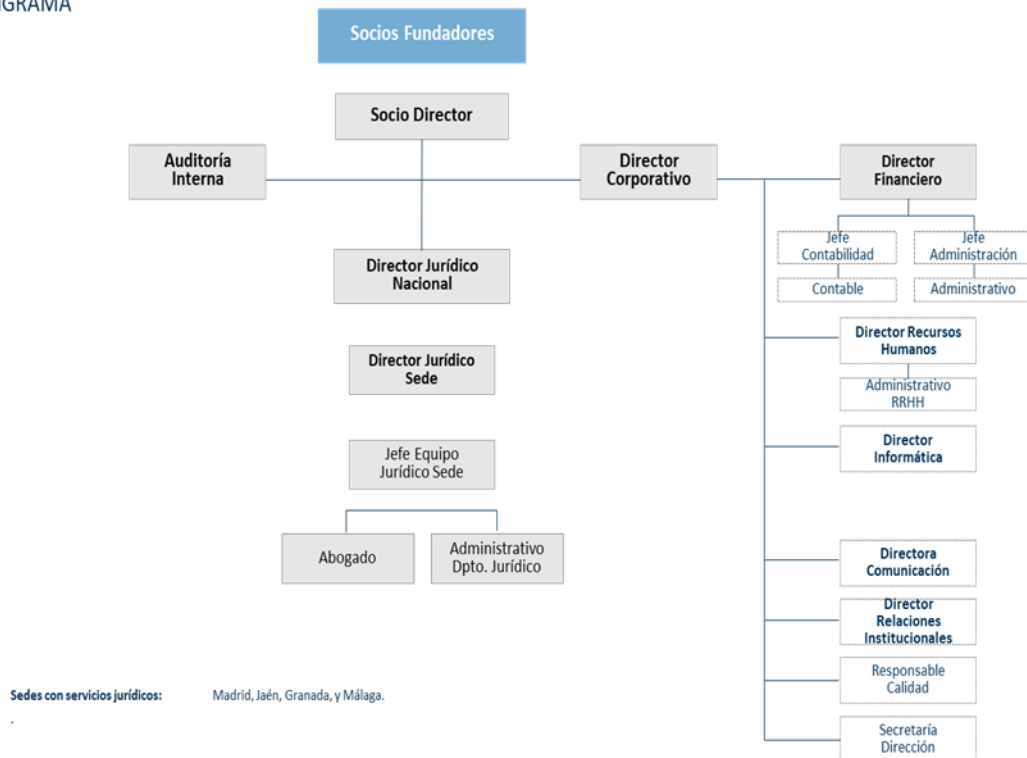 Socios Fundadores
Socio Director
Auditoría
Interna
Director
Corporativo
Director
Financiero
Jefe
Contabilidad
Jefe
Administración
Contable
Administrativo
Director Jurídico
Nacional
Director Recursos
Humanos
Administrativo
RRHH
Director Jurídico
Sede
Director
Informática
Jefe Equipo
Jurídico Sede
Abogado
Administrativo
Dpto. Jurídico
Directora
Comunicación
Director
Relaciones
Institucionales
Responsable
Calidad
Secretaría
Dirección
Sedes con servicios jurídicos: Madrid, Jaén, Granada, y Málaga.
.